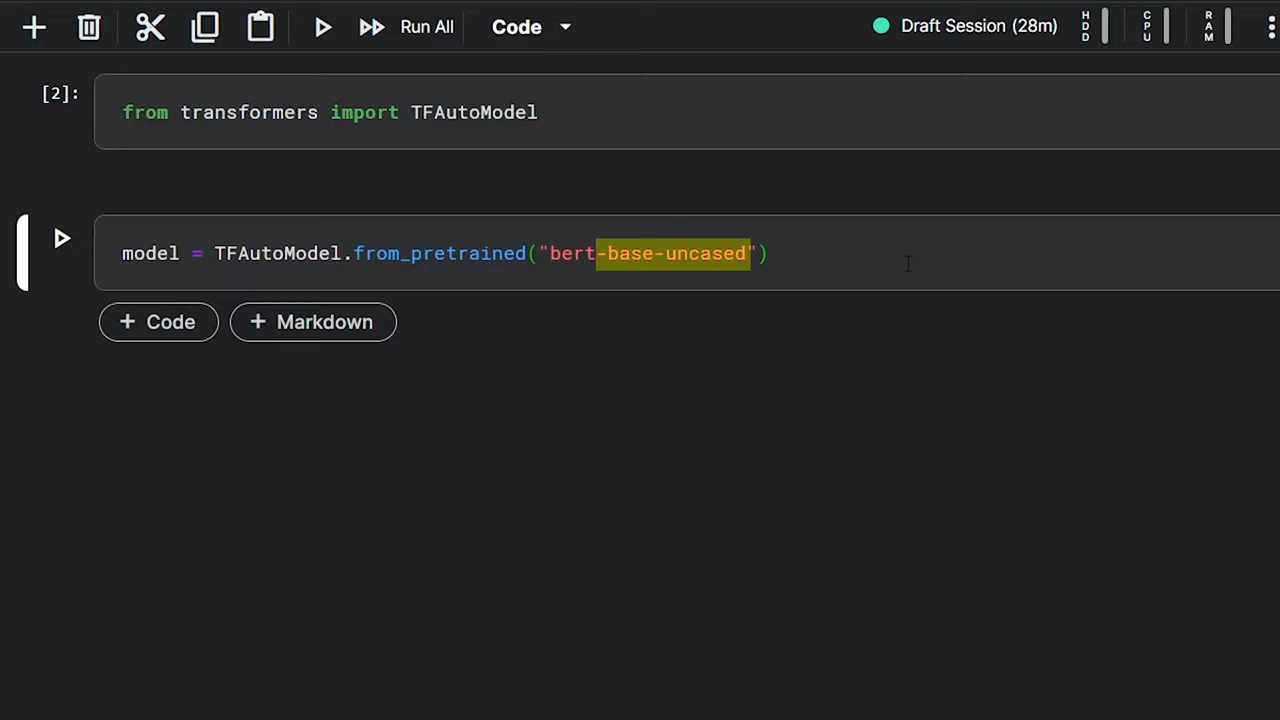 Run All Code Draft Session (28m) HDD CPU RAM
[2]: from transformers import TFAutoModel
model = TFAutoModel.from_pretrained("bert-base-uncased")
+ Code + Markdown